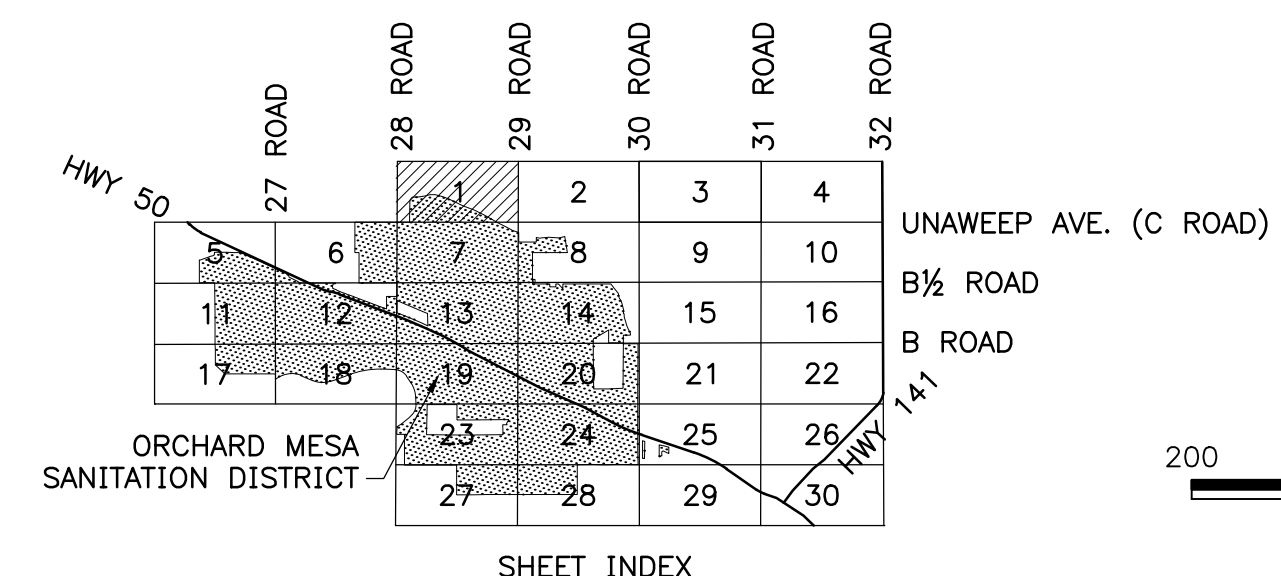 28 ROAD
29 ROAD
30 ROAD
31 ROAD
32 ROAD
27 ROAD
HWY 50
1 2 3 4
UNAWEEP AVE. (C ROAD)
5 6 7 8 9 10
B½ ROAD
11 12 13 14 15 16
B ROAD
17 18 19 20 21 22
HWY 141
ORCHARD MESA
SANITATION DISTRICT
23 24 25 26
200
27 28 29 30
SHEET INDEX